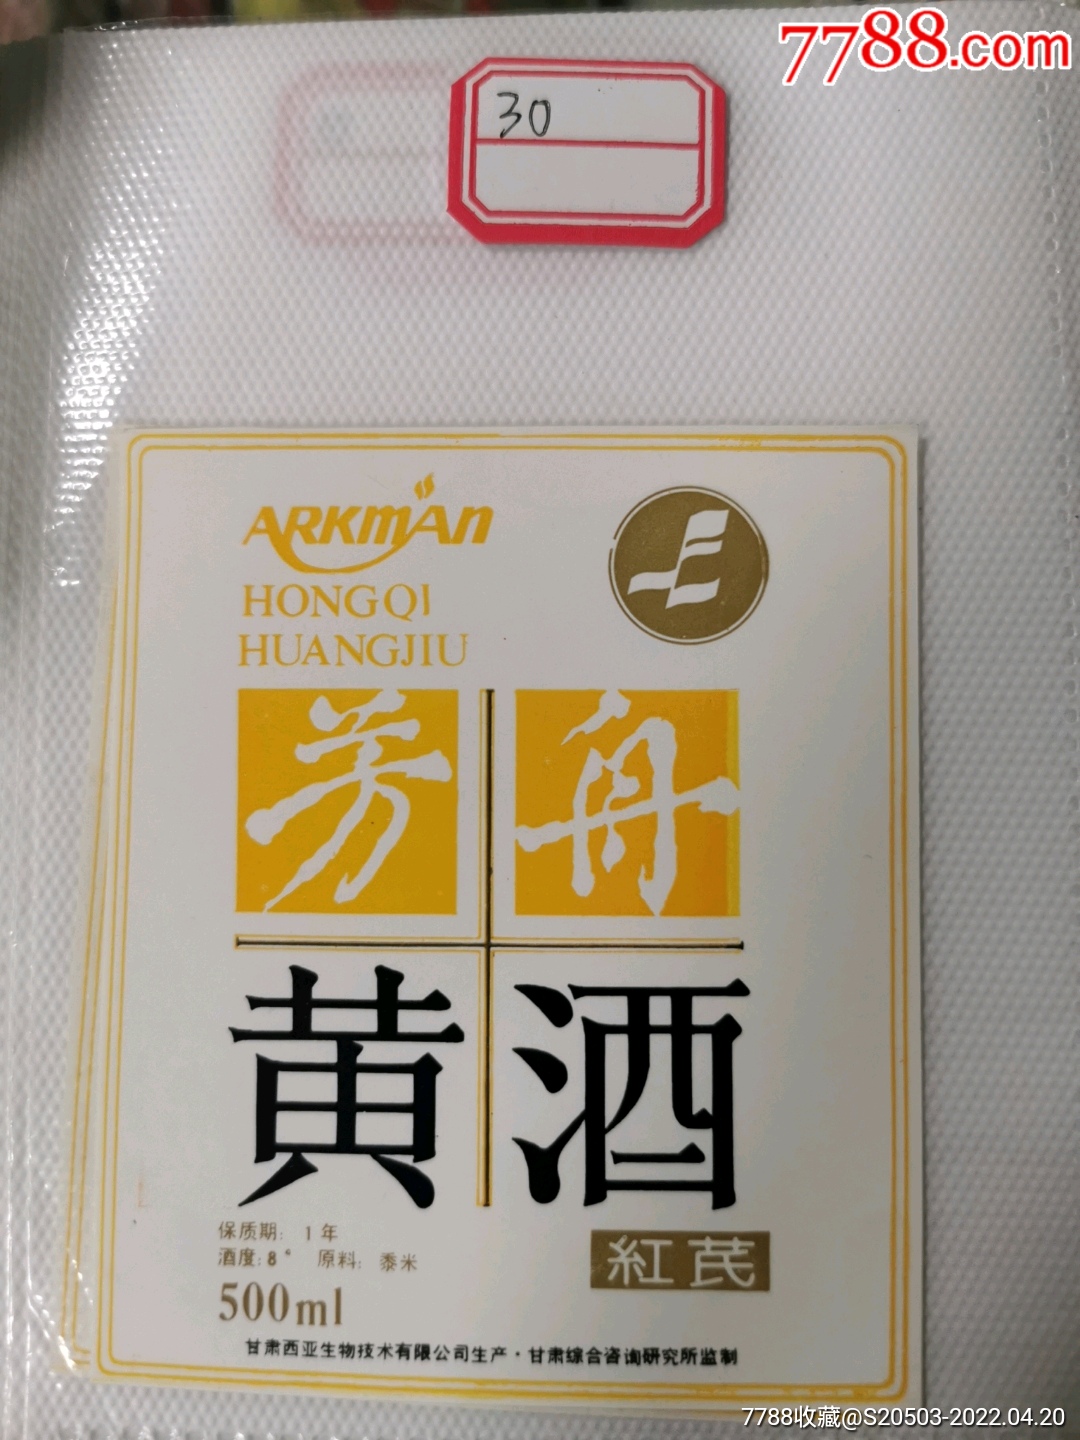 7788.com
30
ARKmAn
HONGQI
HUANGJIU
芳舟
黄酒
保质期: 1年
酒度:8° 原料: 黍米
500ml
紅芪
甘肃西亚生物技术有限公司生产·甘肃综合咨询研究所监制
7788收藏@S20503-2022.04.20